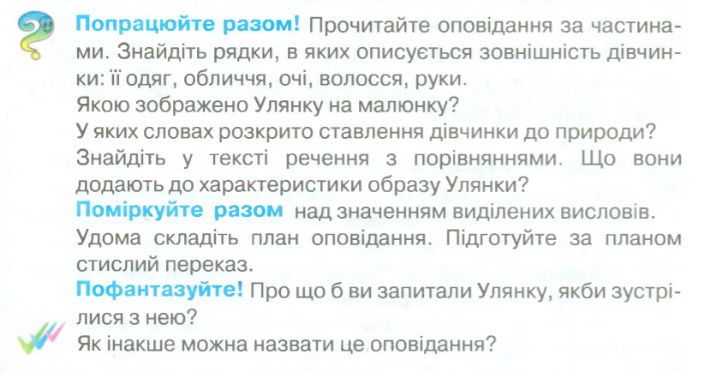 Попрацюйте разом! Прочитайте оповідання за частина-
ми. Знайдіть рядки, в яких описується зовнішність дівчин-
ки: її одяг, обличчя, очі, волосся, руки.
Якою зображено Улянку на малюнку?
У яких словах розкрито ставлення дівчинки до природи?
Знайдіть у тексті речення з порівняннями. Що вони
додають до характеристики образу Улянки?
Поміркуйте разом над значенням виділених висловів.
Удома складіть план оповідання. Підготуйте за планом
стислий переказ.
Пофантазуйте! Про що б ви запитали Улянку, якби зустрі-
лися з нею?
Як інакше можна назвати це оповідання?